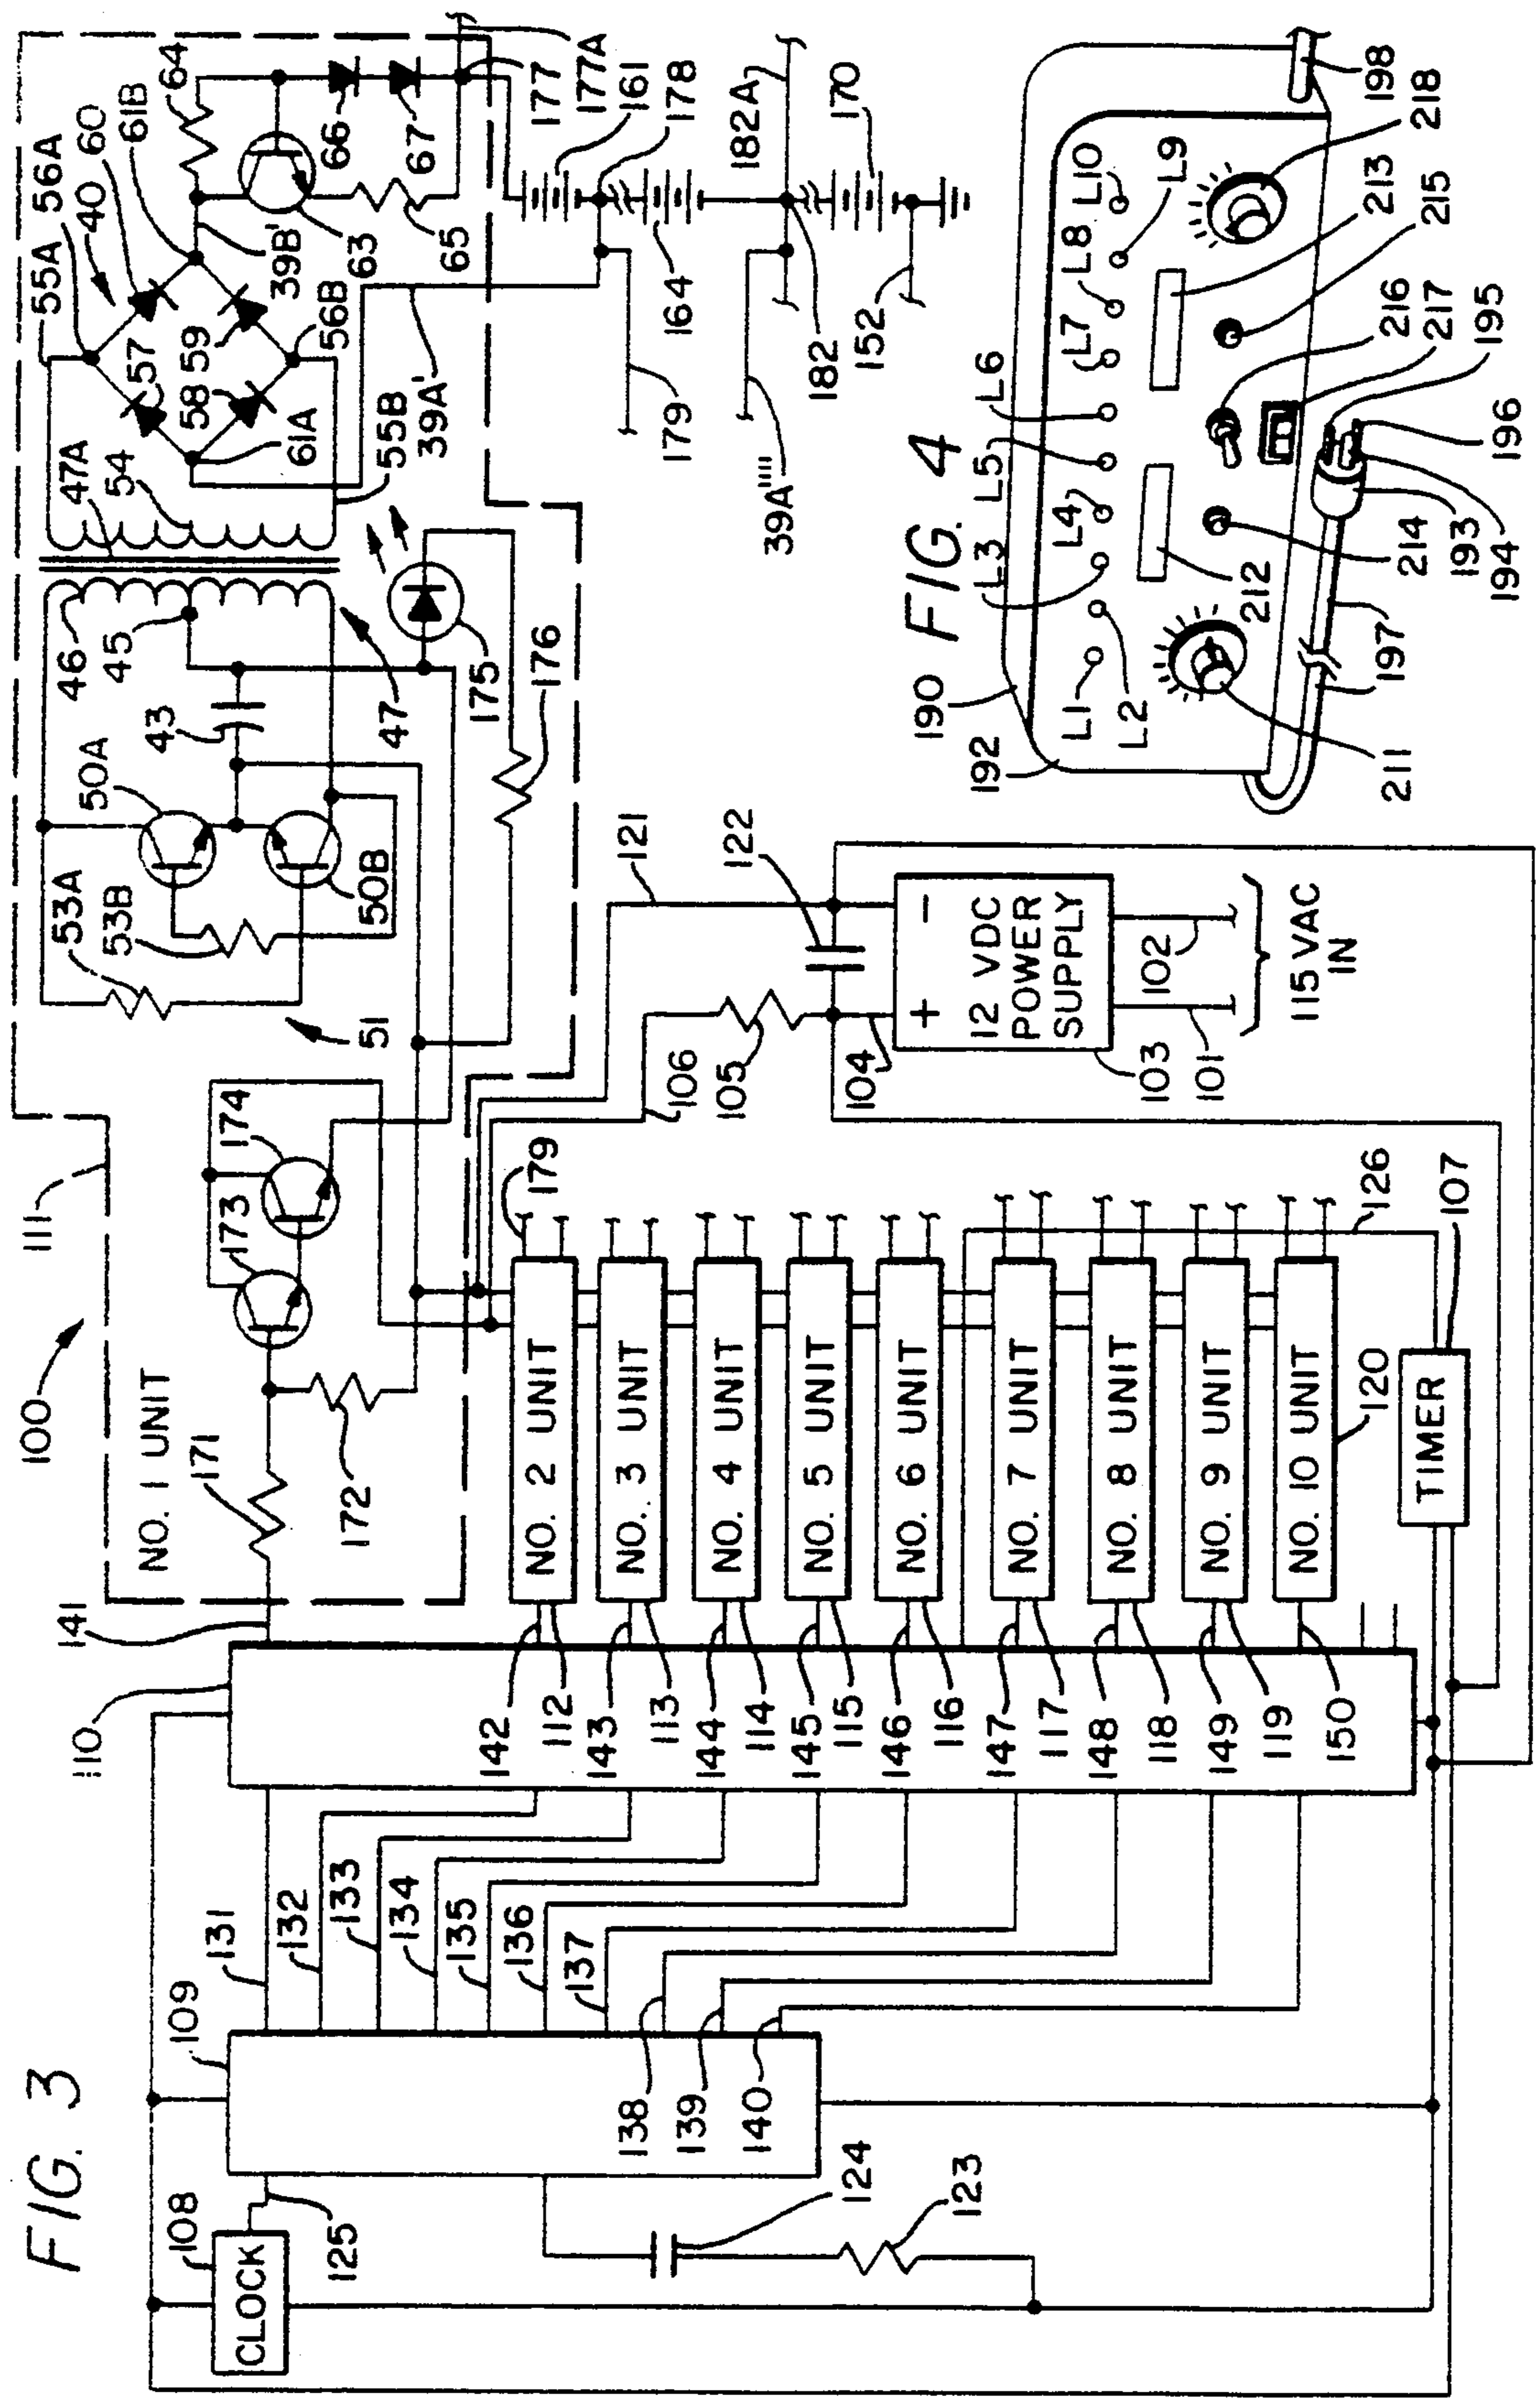 FIG. 3
100
111
NO. 1 UNIT
108
CLOCK
125
109
131
132
133
134
135
136
137
138
139
140
124
123
110
141
142
112
143
113
144
114
145
115
146
116
147
117
148
118
149
119
150
171
172
173
174
51
53A
53B
50A
50B
43
45
46
47
47A
54
55A
55B
56A
56B
40
57
58
59
60
61A
61B
39B'
39A'
63
64
65
66
67
175
176
177
177A
161
178
164
179
182A
182
170
152
39A''''
NO. 2 UNIT
NO. 3 UNIT
NO. 4 UNIT
NO. 5 UNIT
NO. 6 UNIT
NO. 7 UNIT
NO. 8 UNIT
NO. 9 UNIT
NO. 10 UNIT
179
120
126
TIMER
107
106
105
104
121
122
+
-
12 VDC
POWER
SUPPLY
103
101
102
115 VAC
IN
FIG. 4
190
192
L1
L2
L3
L4
L5
L6
L7
L8
L9
L10
198
218
213
215
216
217
195
196
194
193
214
212
197
211